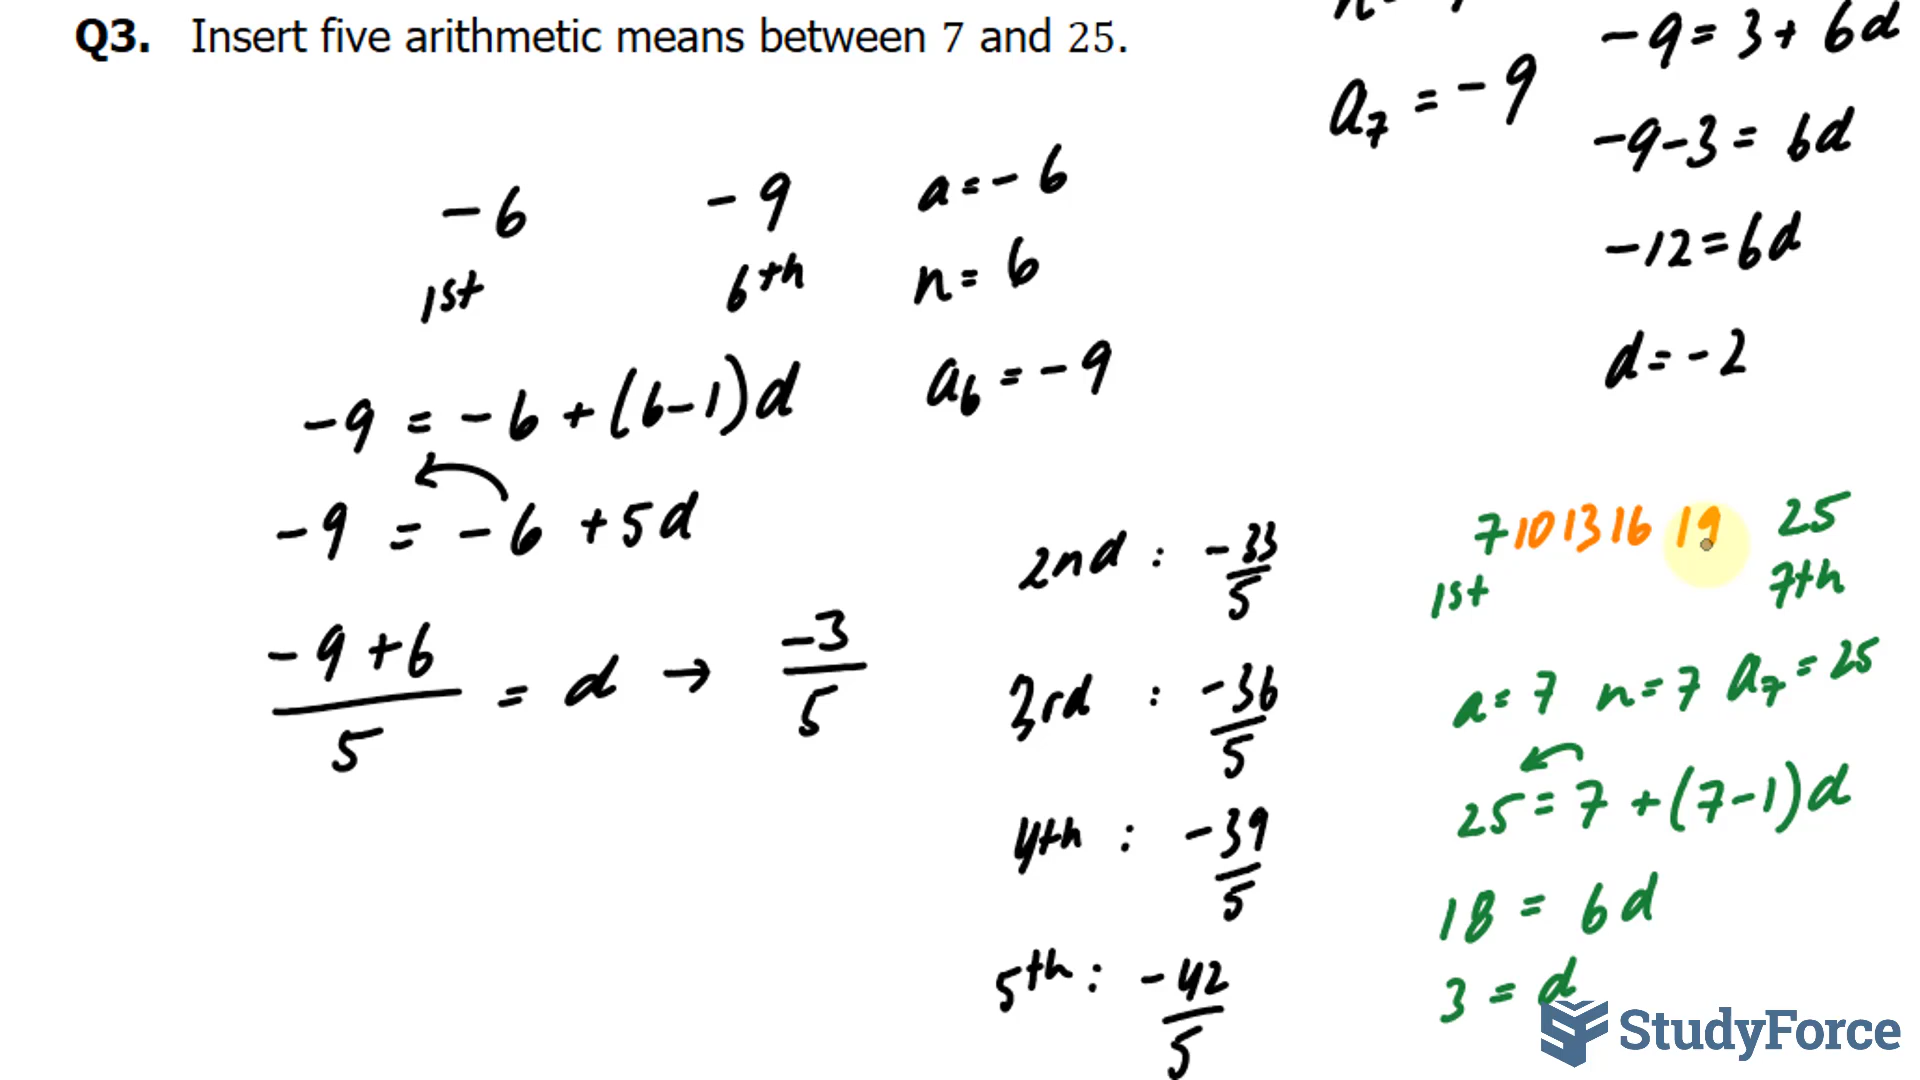 Q3. Insert five arithmetic means between 7 and 25.
-6 -9
1st 6th
a = -6
n = 6
a₆ = -9
-9 = -6 + (6-1)d
-9 = -6 + 5d
-9 + 6 / 5 = d → -3 / 5
2nd : -33/5
3rd : -36/5
4th : -39/5
5th : -42/5
a₇ = -9
-9 = 3 + 6d
-9 - 3 = 6d
-12 = 6d
d = -2
7 10 13 16 19 25
1st 7th
a = 7 n = 7 a₇ = 25
25 = 7 + (7-1)d
18 = 6d
3 = d
StudyForce